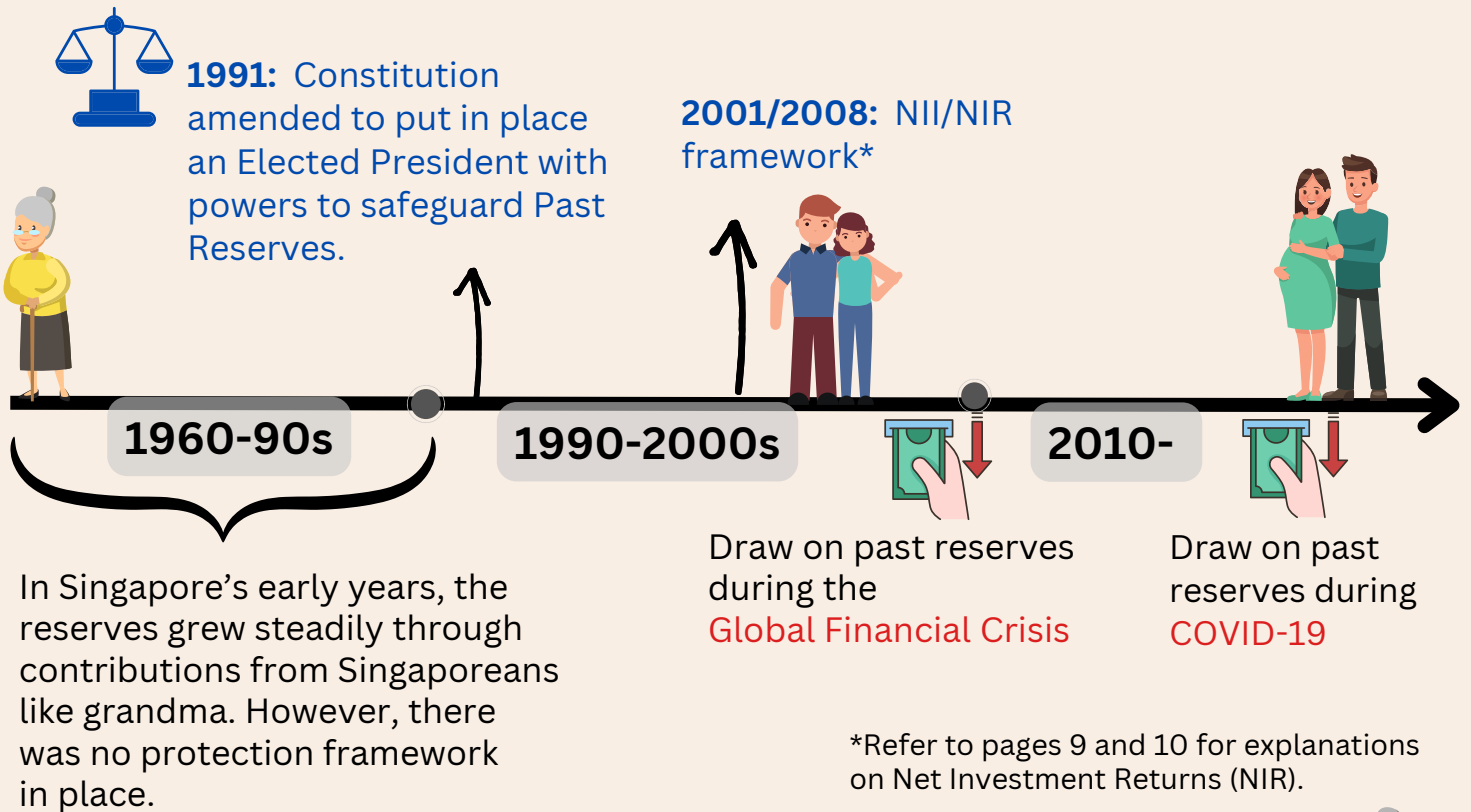 1991: Constitution
amended to put in place
an Elected President with
powers to safeguard Past
Reserves.
2001/2008: NII/NIR
framework*
1960-90s
1990-2000s
2010-
In Singapore’s early years, the
reserves grew steadily through
contributions from Singaporeans
like grandma. However, there
was no protection framework
in place.
Draw on past reserves
during the
Global Financial Crisis
Draw on past
reserves during
COVID-19
*Refer to pages 9 and 10 for explanations
on Net Investment Returns (NIR).